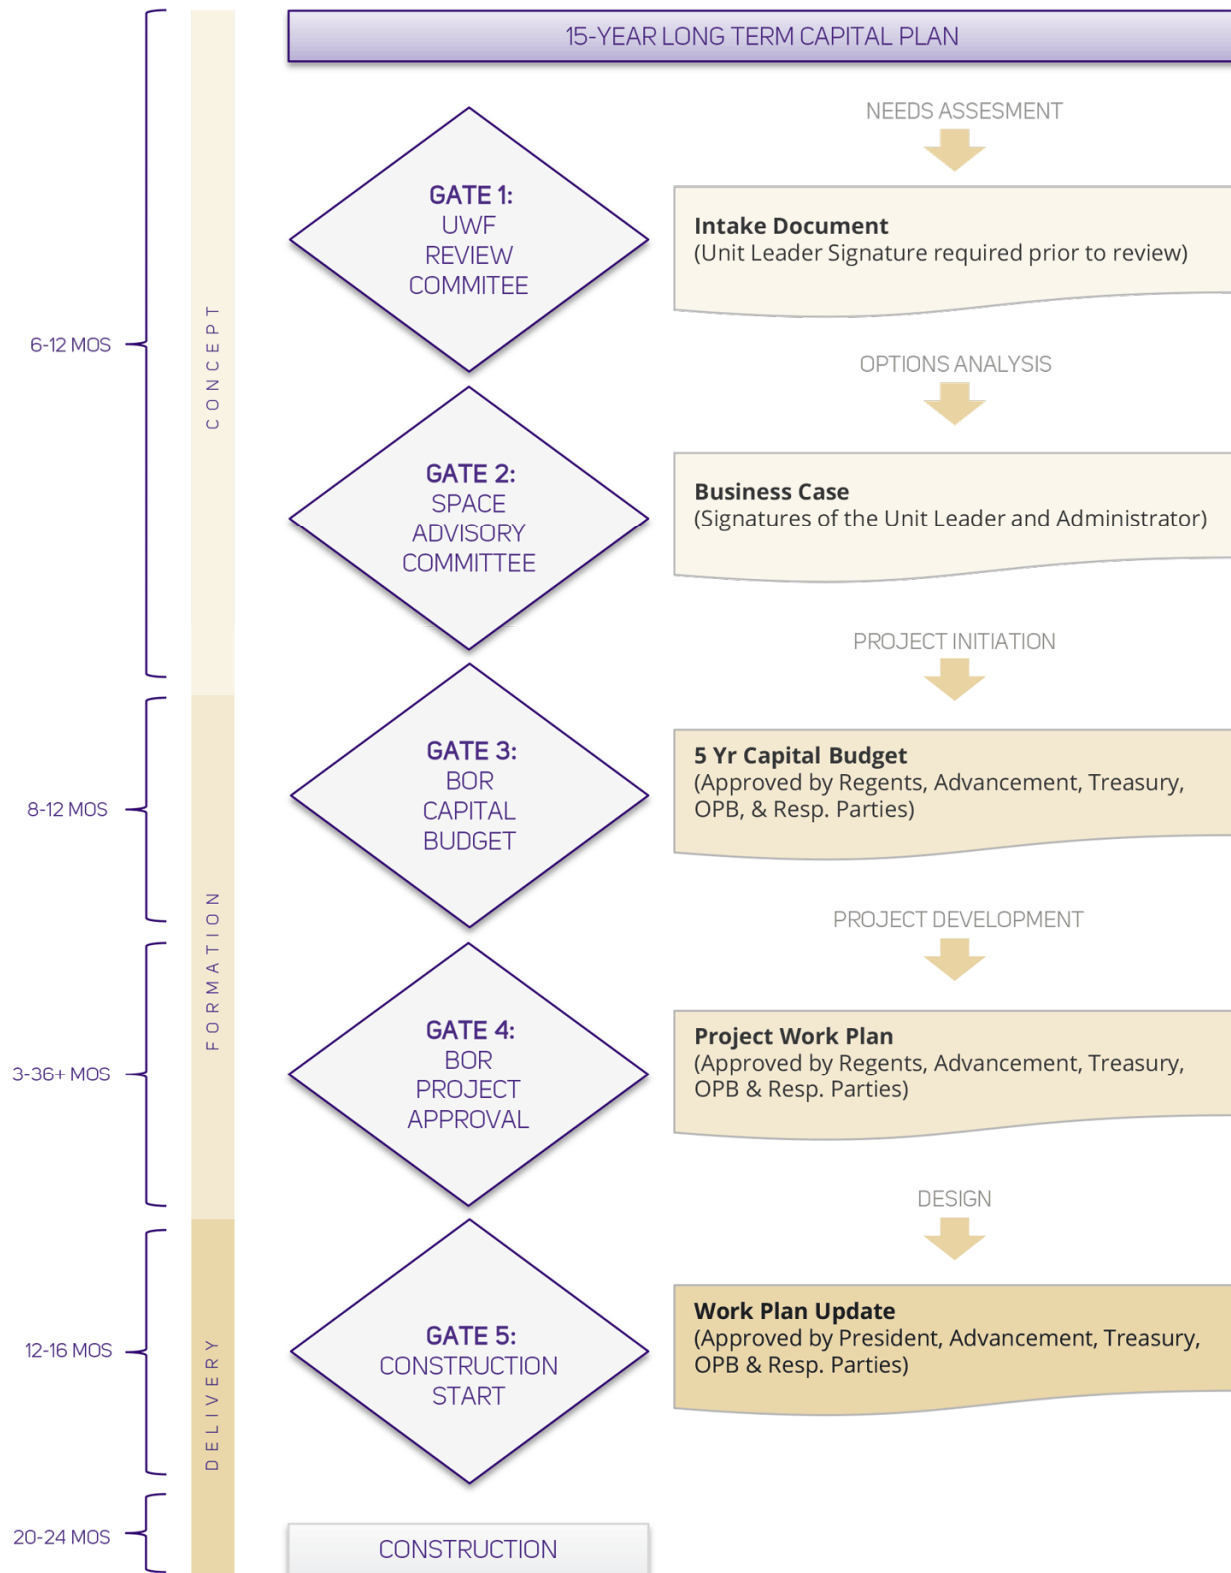 15-YEAR LONG TERM CAPITAL PLAN
NEEDS ASSESMENT
GATE 1:
UWF
REVIEW
COMMITEE
Intake Document
(Unit Leader Signature required prior to review)
6-12 MOS
CONCEPT
OPTIONS ANALYSIS
GATE 2:
SPACE
ADVISORY
COMMITTEE
Business Case
(Signatures of the Unit Leader and Administrator)
PROJECT INITIATION
8-12 MOS
GATE 3:
BOR
CAPITAL
BUDGET
5 Yr Capital Budget
(Approved by Regents, Advancement, Treasury,
OPB, & Resp. Parties)
FORMATION
PROJECT DEVELOPMENT
3-36+ MOS
GATE 4:
BOR
PROJECT
APPROVAL
Project Work Plan
(Approved by Regents, Advancement, Treasury,
OPB & Resp. Parties)
DESIGN
12-16 MOS
DELIVERY
GATE 5:
CONSTRUCTION
START
Work Plan Update
(Approved by President, Advancement, Treasury,
OPB & Resp. Parties)
20-24 MOS
CONSTRUCTION